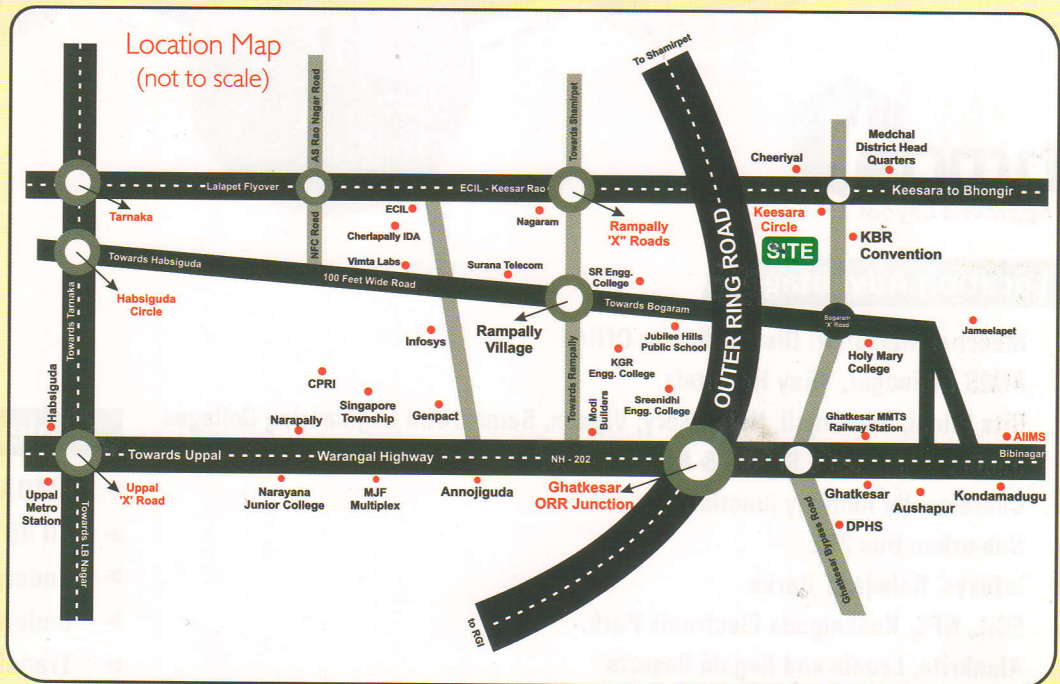 Location Map
(not to scale)
To Shamirpet
AS Rao Nagar Road
Towards Shamirpet
Cheeriyal
Medchal
District Head
Quarters
Lalapet Flyover
ECIL - Keesar Rao
Keesara to Bhongir
Tarnaka
NFC Road
ECIL
Cherlapally IDA
Nagaram
Rampally
'X" Roads
Keesara
Circle
SITE
KBR
Convention
Towards Habsiguda
Vimta Labs
Surana Telecom
SR Engg.
College
100 Feet Wide Road
Towards Bogaram
OUTER RING ROAD
Habsiguda
Circle
Towards Tarnaka
Rampally
Village
Infosys
Jubilee Hills
Public School
Bogaram
'X' Road
Jameelapet
Holy Mary
College
KGR
Engg. College
Towards Rampally
CPRI
Singapore
Township
Genpact
Modi
Builders
Sreenidhi
Engg. College
Habsiguda
Narapally
Ghatkesar MMTS
Railway Station
AIIMS
Bibinagar
Towards Uppal
Warangal Highway
NH - 202
Uppal
Metro
Station
Uppal
'X' Road
Narayana
Junior College
MJF
Multiplex
Annojiguda
Ghatkesar
ORR Junction
Ghatkesar
Aushapur
Kondamadugu
DPHS
Ghatkesar Bypass Road
Towards LB Nagar
to RGI